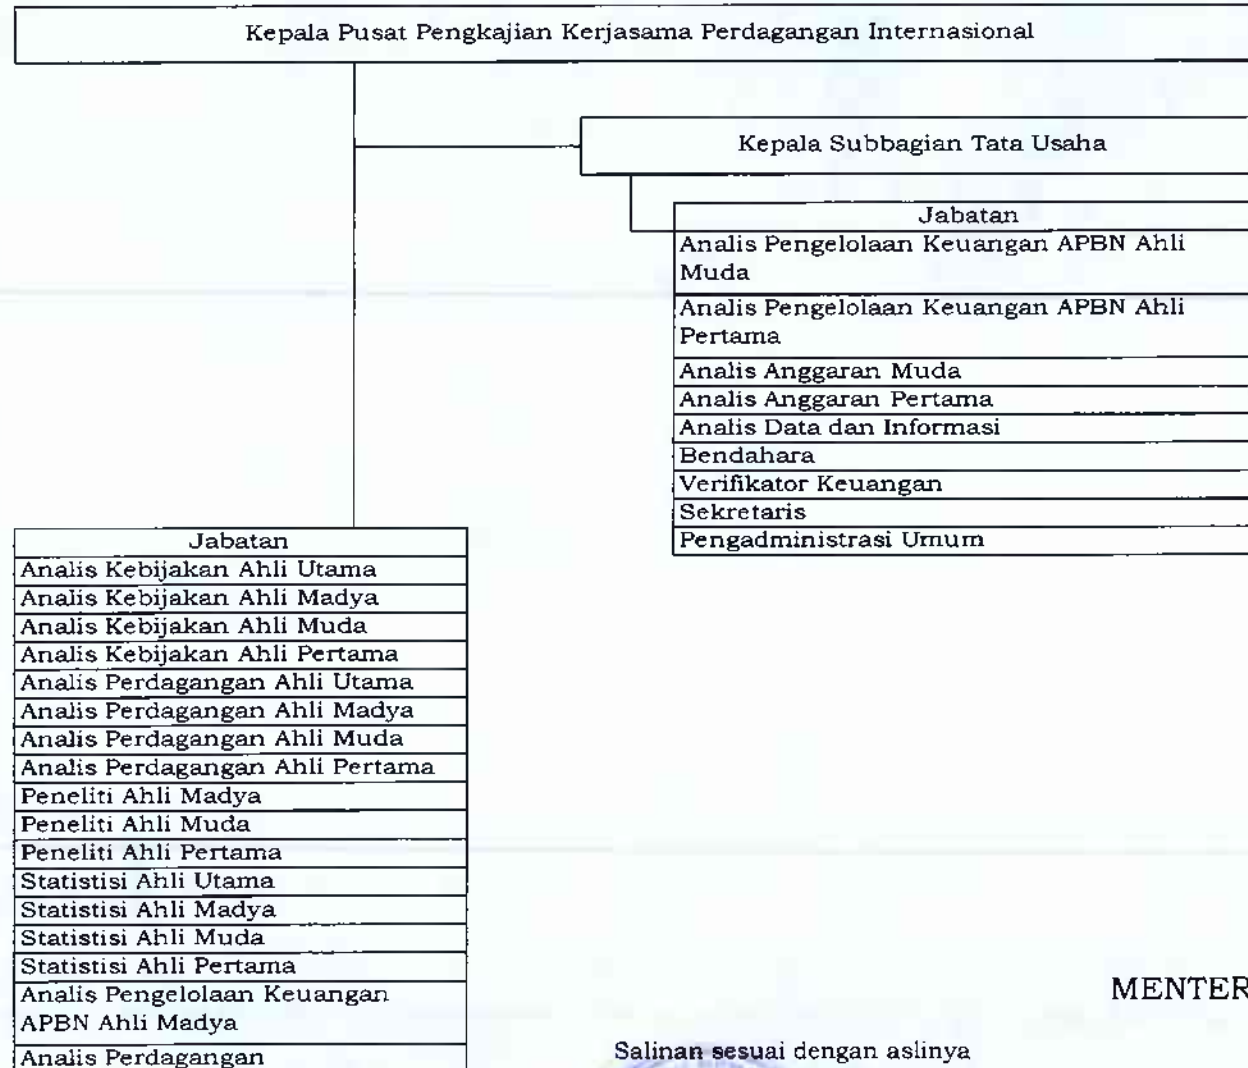 Kepala Pusat Pengkajian Kerjasama Perdagangan Internasional
Kepala Subbagian Tata Usaha
Jabatan
Analis Pengelolaan Keuangan APBN Ahli
Muda
Analis Pengelolaan Keuangan APBN Ahli
Pertama
Analis Anggaran Muda
Analis Anggaran Pertama
Analis Data dan Informasi
Bendahara
Verifikator Keuangan
Sekretaris
Pengadministrasi Umum
Jabatan
Analis Kebijakan Ahli Utama
Analis Kebijakan Ahli Madya
Analis Kebijakan Ahli Muda
Analis Kebijakan Ahli Pertama
Analis Perdagangan Ahli Utama
Analis Perdagangan Ahli Madya
Analis Perdagangan Ahli Muda
Analis Perdagangan Ahli Pertama
Peneliti Ahli Madya
Peneliti Ahli Muda
Peneliti Ahli Pertama
Statistisi Ahli Utama
Statistisi Ahli Madya
Statistisi Ahli Muda
Statistisi Ahli Pertama
Analis Pengelolaan Keuangan
APBN Ahli Madya
Analis Perdagangan
MENTER
Salinan sesuai dengan aslinya